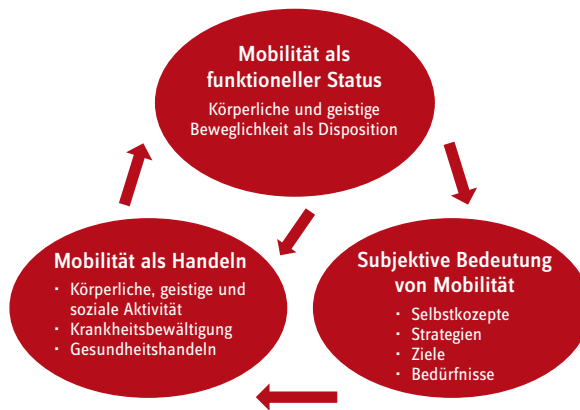 Mobilität als
funktioneller Status
Körperliche und geistige
Beweglichkeit als Disposition
Mobilität als Handeln
· Körperliche, geistige und
soziale Aktivität
· Krankheitsbewältigung
· Gesundheitshandeln
Subjektive Bedeutung
von Mobilität
· Selbstkozepte
· Strategien
· Ziele
· Bedürfnisse